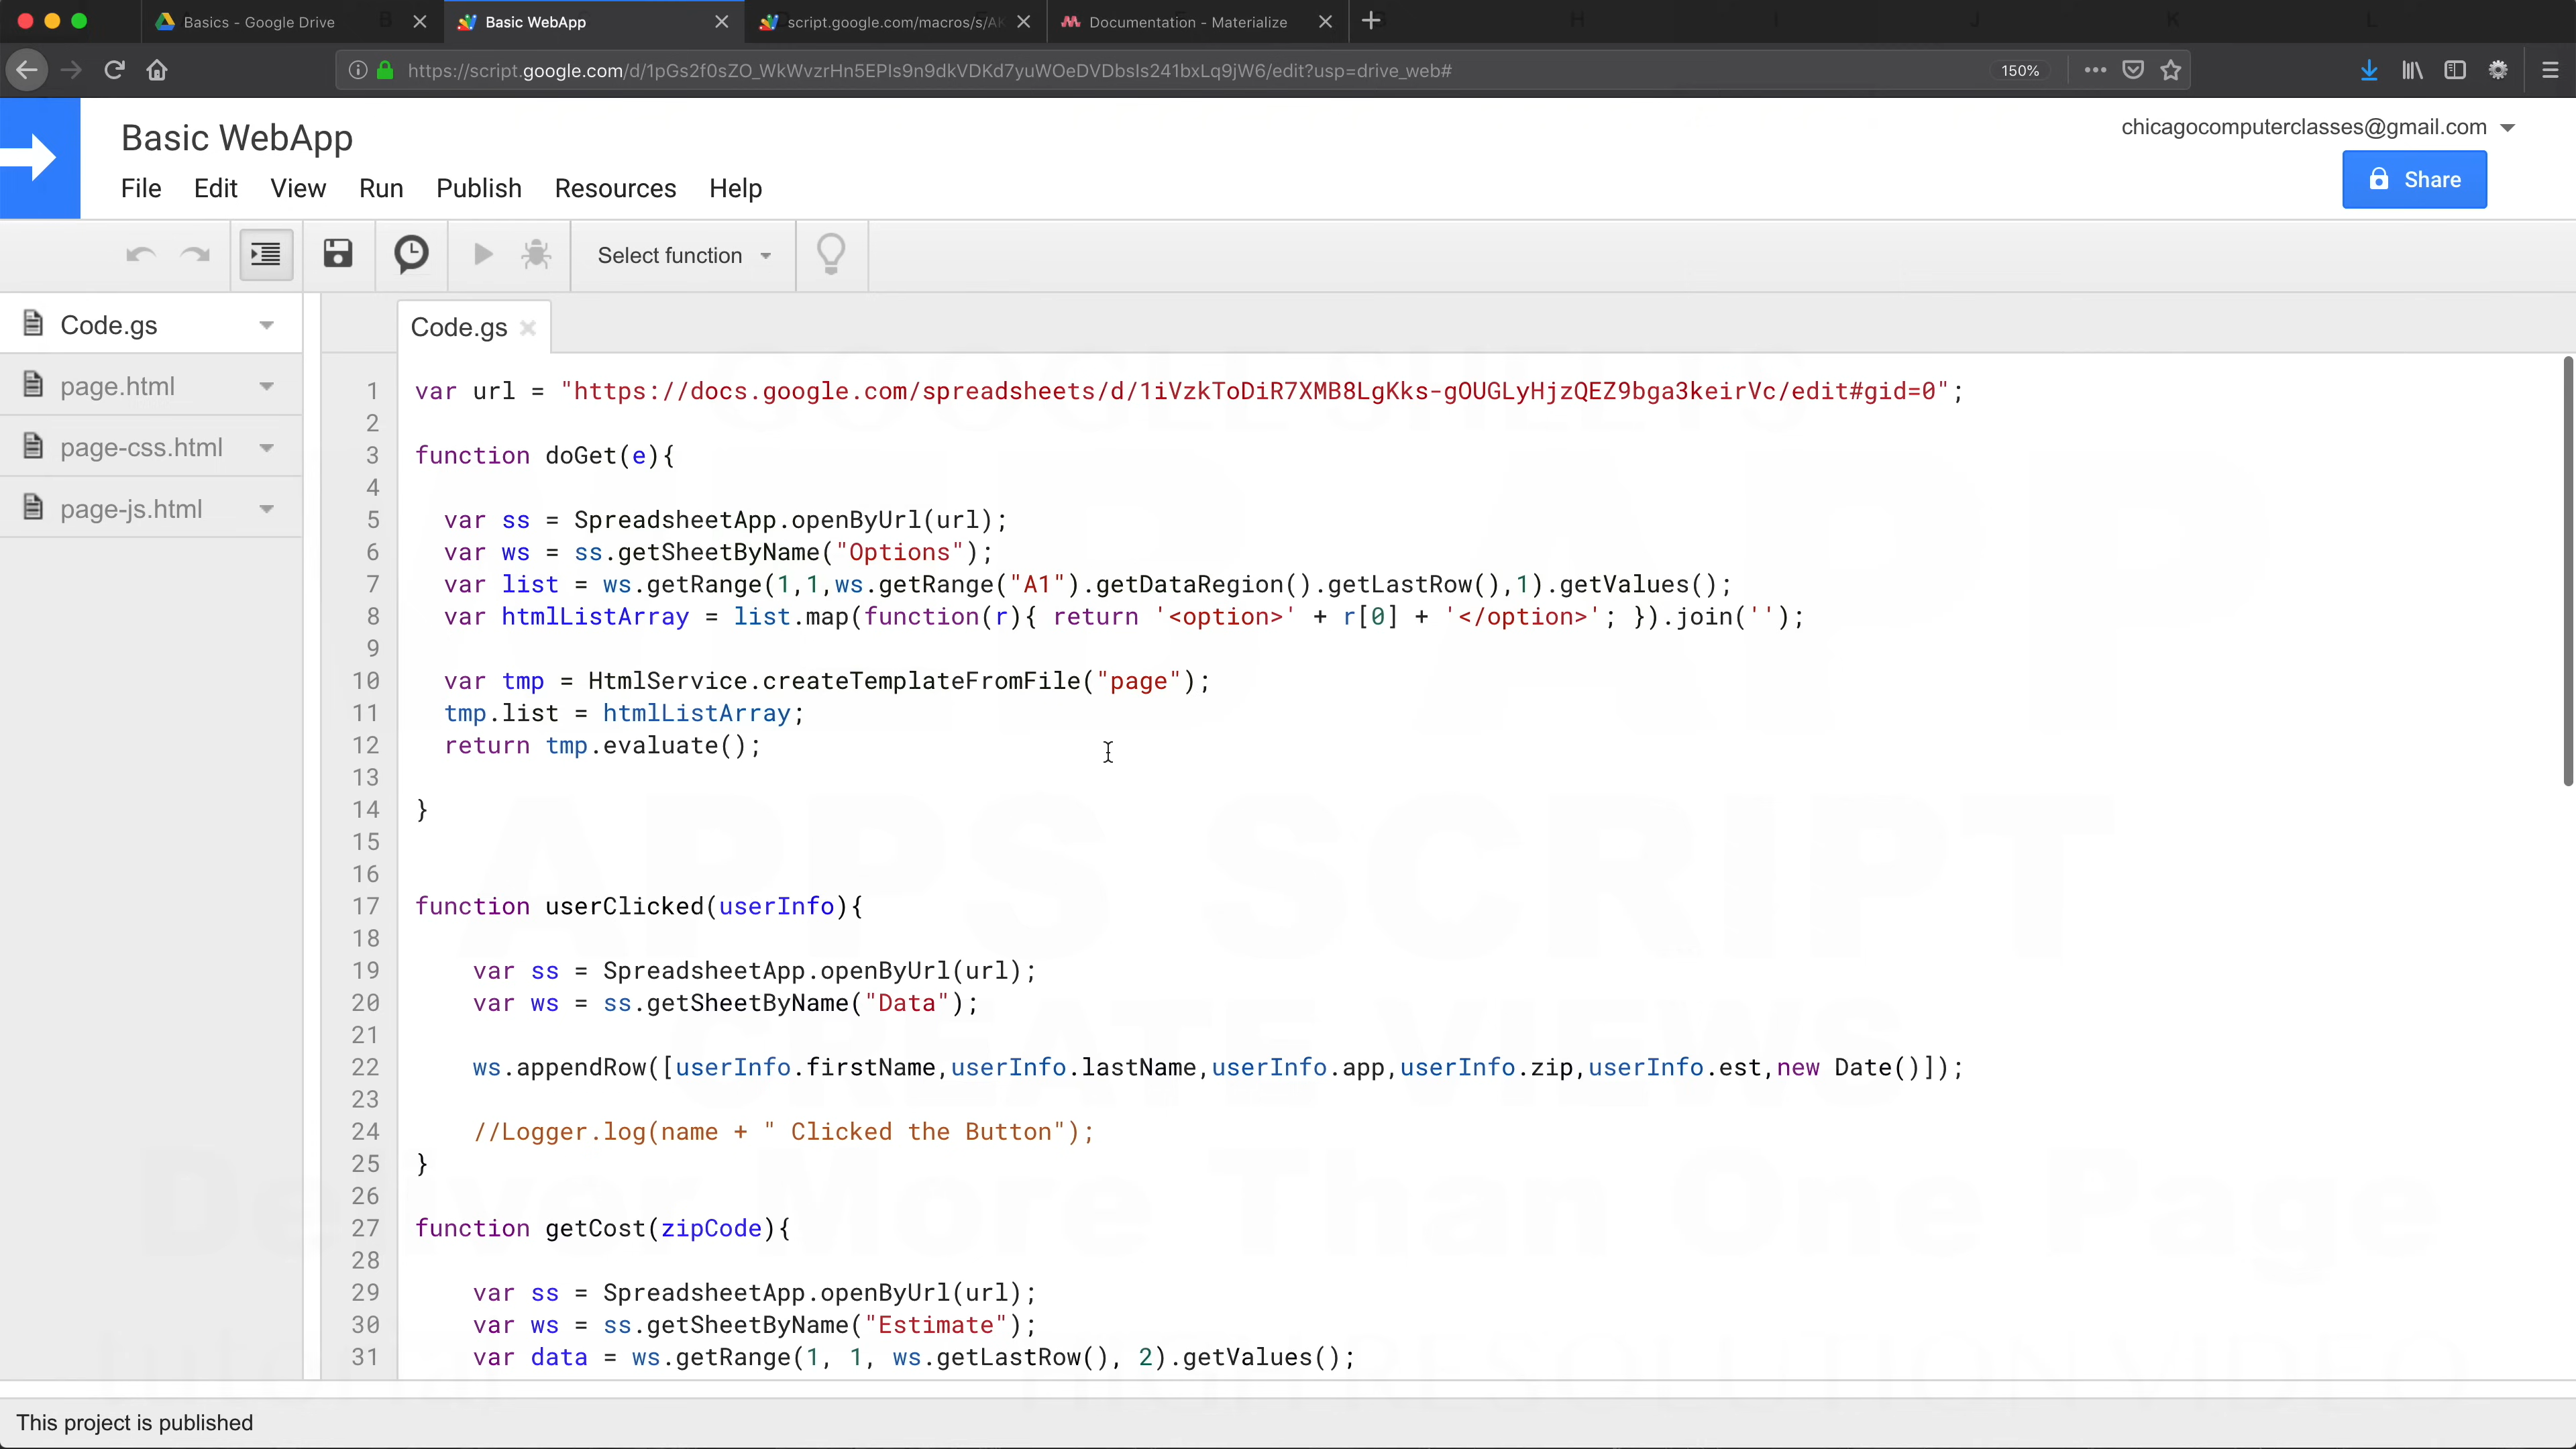 Basics - Google Drive
Basic WebApp
script.google.com/macros/s/AK
Documentation - Materialize
https://script.google.com/d/1pGs2f0sZO_WkWvzrHn5EPIs9n9dkVDKd7yuWOeDVDbsIs241bxLq9jW6/edit?usp=drive_web#
150%
Basic WebApp
chicagocomputerclasses@gmail.com
File Edit View Run Publish Resources Help
Share
Select function
Code.gs
page.html
page-css.html
page-js.html
Code.gs
1 var url = "https://docs.google.com/spreadsheets/d/1iVzkToDiR7XMB8LgKks-gOUGLyHjzQEZ9bga3keirVc/edit#gid=0";
2
3 function doGet(e){
4
5 var ss = SpreadsheetApp.openByUrl(url);
6 var ws = ss.getSheetByName("Options");
7 var list = ws.getRange(1,1,ws.getRange("A1").getDataRegion().getLastRow(),1).getValues();
8 var htmlListArray = list.map(function(r){ return '<option>' + r[0] + '</option>'; }).join('');
9
10 var tmp = HtmlService.createTemplateFromFile("page");
11 tmp.list = htmlListArray;
12 return tmp.evaluate();
13
14 }
15
16
17 function userClicked(userInfo){
18
19 var ss = SpreadsheetApp.openByUrl(url);
20 var ws = ss.getSheetByName("Data");
21
22 ws.appendRow([userInfo.firstName,userInfo.lastName,userInfo.app,userInfo.zip,userInfo.est,new Date()]);
23
24 //Logger.log(name + " Clicked the Button");
25 }
26
27 function getCost(zipCode){
28
29 var ss = SpreadsheetApp.openByUrl(url);
30 var ws = ss.getSheetByName("Estimate");
31 var data = ws.getRange(1, 1, ws.getLastRow(), 2).getValues();
APPS SCRIPT
CREATE VIEWS
Deliver More Than One Page
This project is published